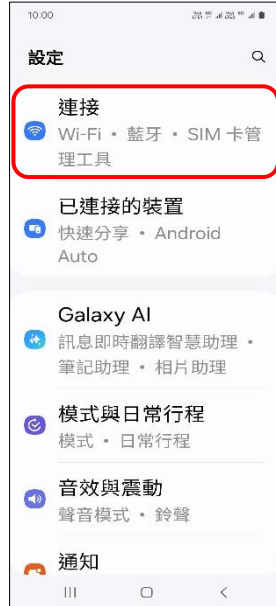 10:00
設定
連接
Wi-Fi • 藍牙 • SIM 卡管
理工具
已連接的裝置
快速分享 • Android
Auto
Galaxy AI
訊息即時翻譯智慧助理 •
筆記助理 • 相片助理
模式與日常行程
模式 • 日常行程
音效與震動
聲音模式 • 鈴聲
通知